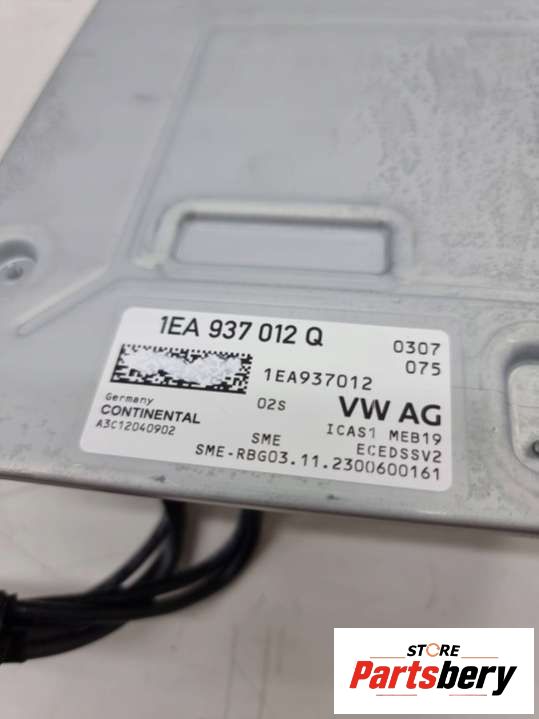 1EA 937 012 Q
0307
075
1EA937012
Germany
02S
VW AG
CONTINENTAL
ICAS1 MEB19
A3C12040902
SME
ECEDSSV2
SME-RBG03.11.2300600161
STORE
Partsbery